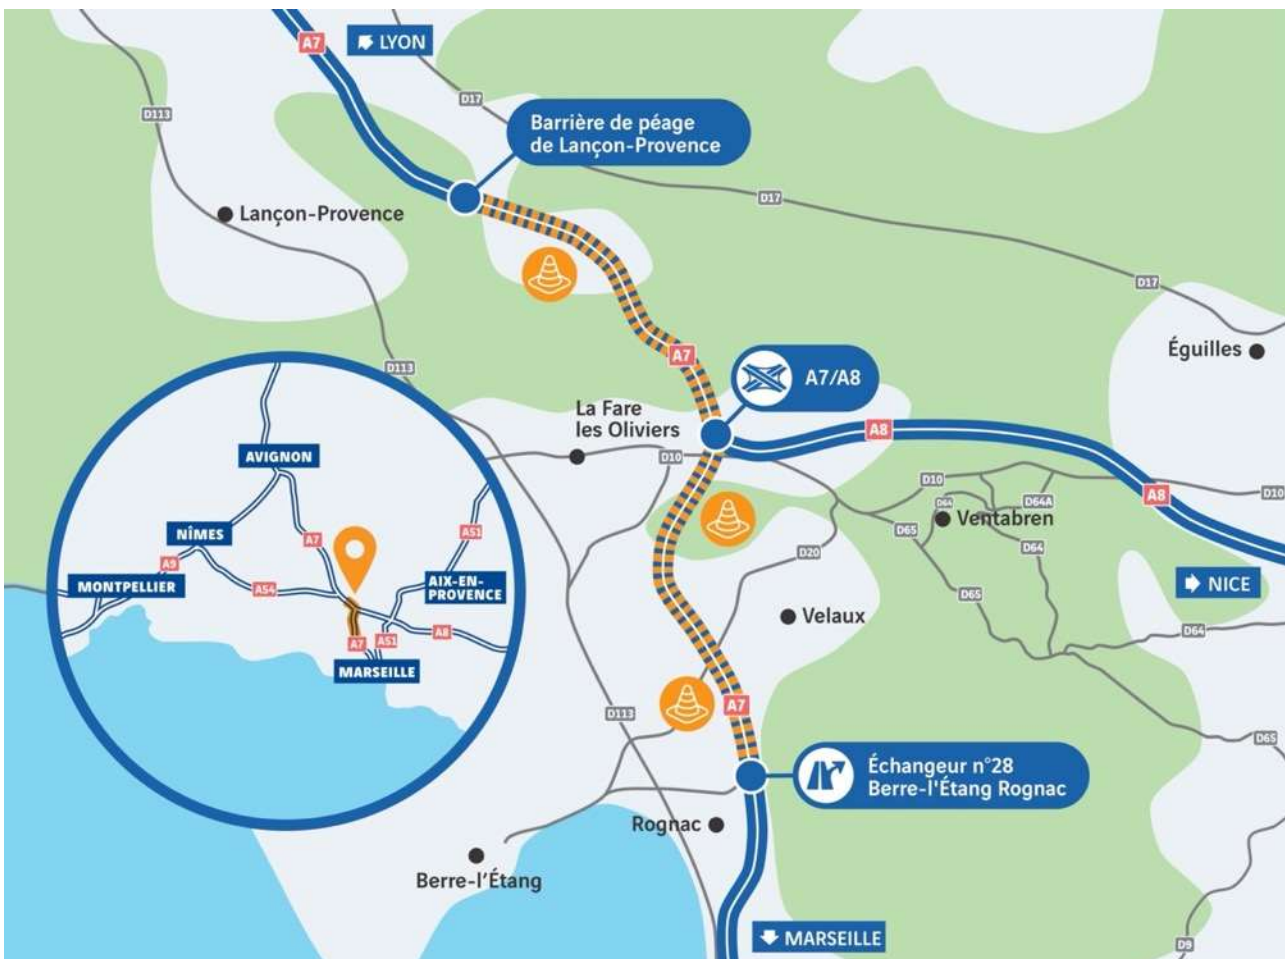 A7
LYON
D17
D113
Barrière de péage
de Lançon-Provence
D17
Lançon-Provence
D17
Éguilles
A7
D113
A7/A8
La Fare
les Oliviers
A8
D10
D10
D64A
A8
D10
D64
Ventabren
D65
D64
D20
AVIGNON
NÎMES
A7
A51
A9
MONTPELLIER
A54
AIX-EN-
PROVENCE
A8
A7
A51
MARSEILLE
NICE
D65
Velaux
D64
A7
D113
D65
Échangeur n°28
Berre-l'Étang Rognac
Rognac
Berre-l'Étang
MARSEILLE
D9